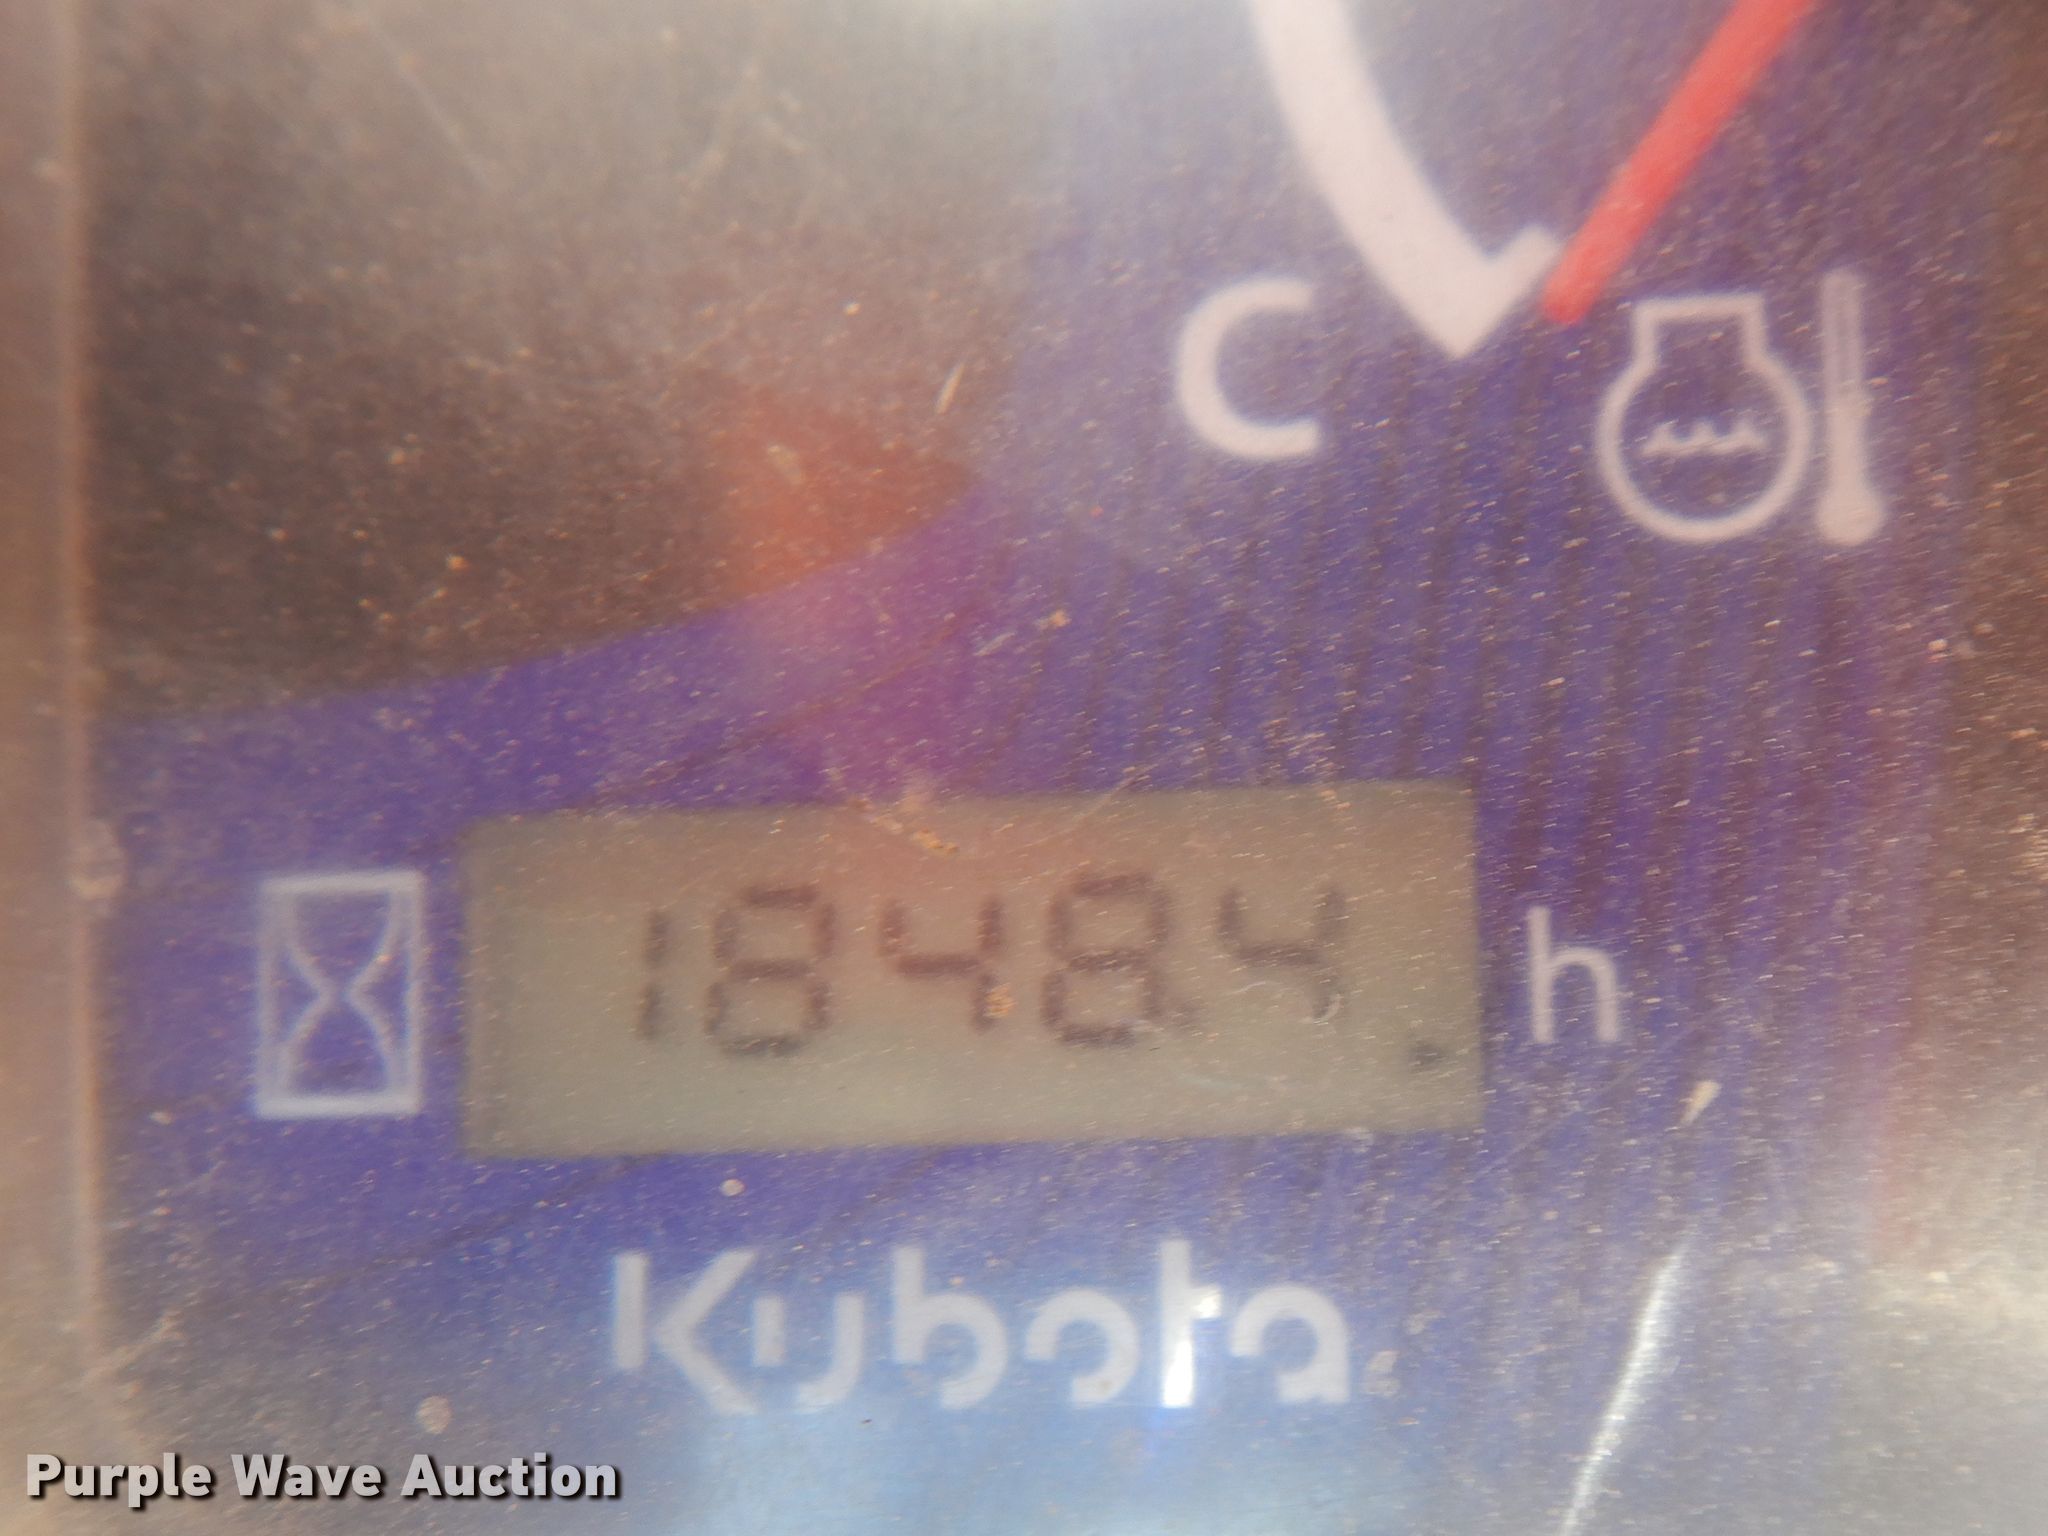 C
18484. h
Kubota
Purple Wave Auction